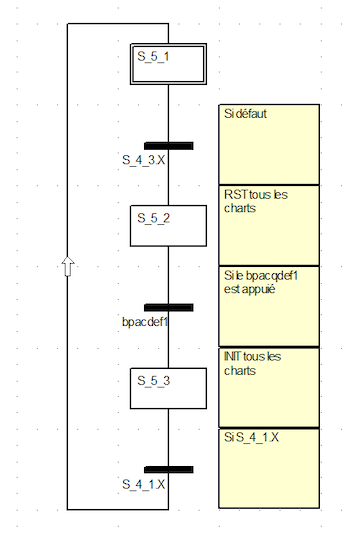 S_5_1
Si défaut
S_4_3.X
RST tous les
charts
S_5_2
Si le bpacqdef1
est appuié
bpacdef1
INIT tous les
charts
S_5_3
Si S_4_1.X
S_4_1.X